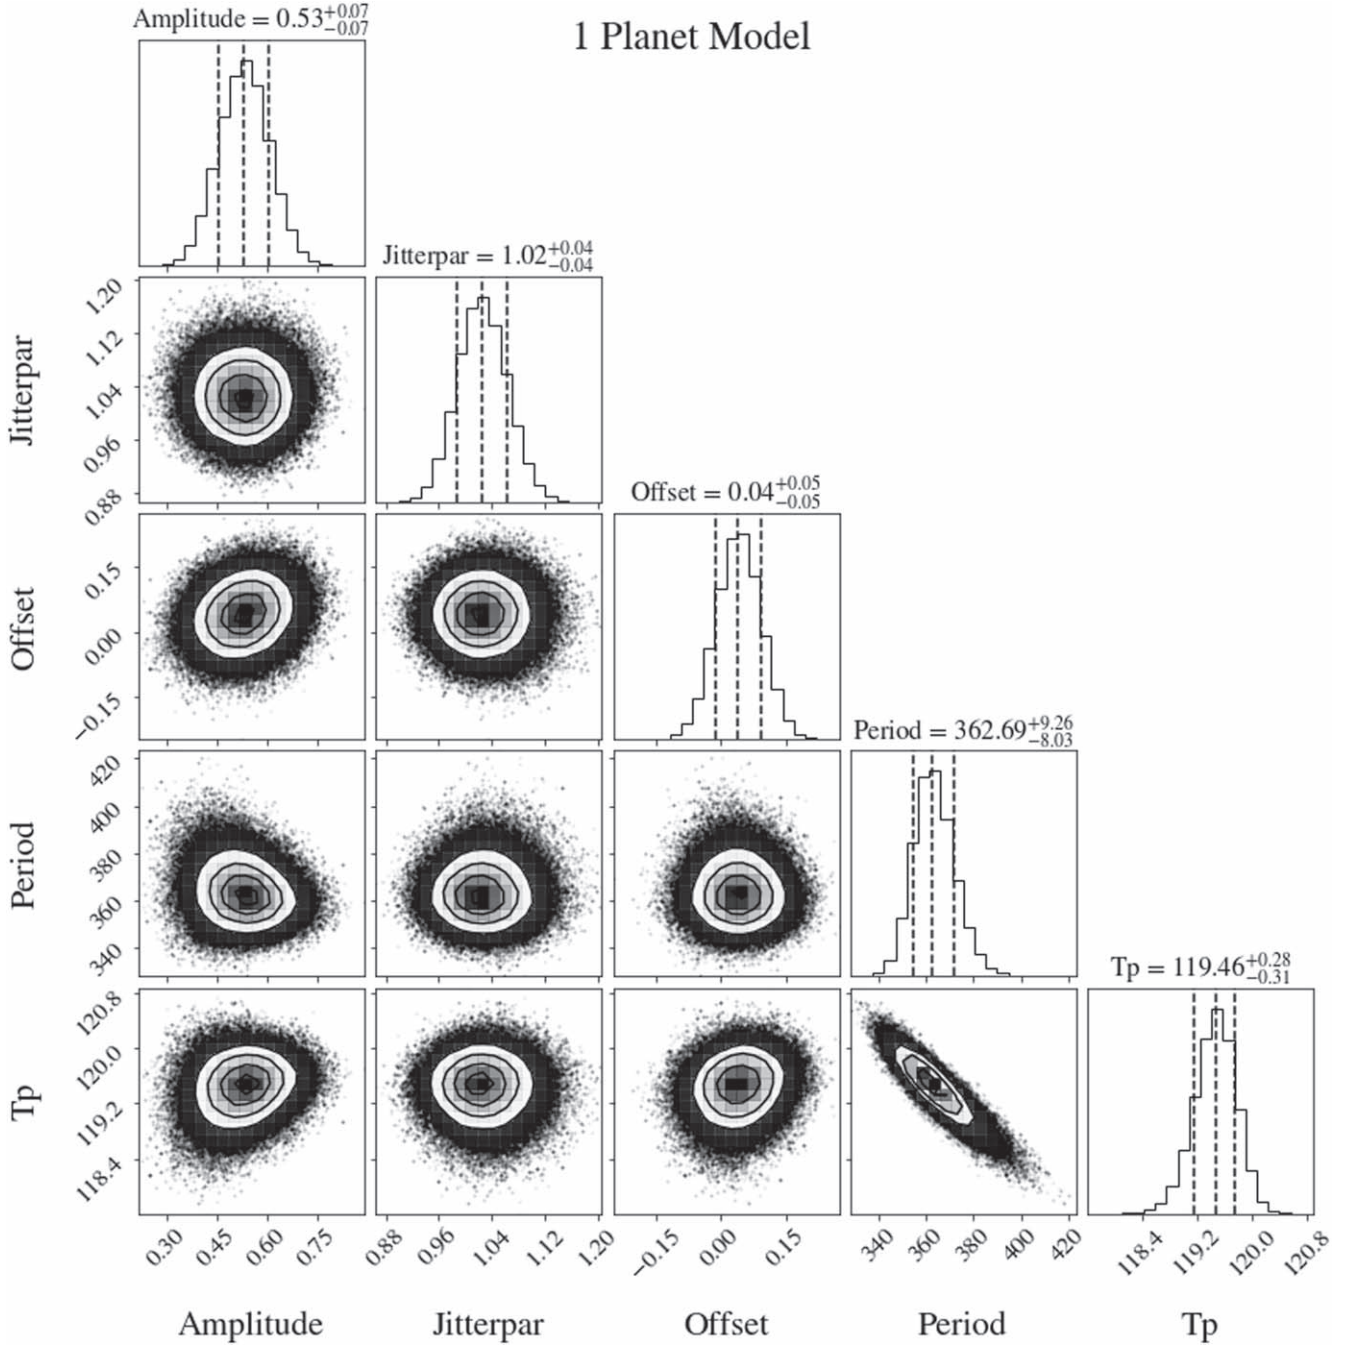 Amplitude = 0.53+0.07 −0.07
1 Planet Model
Jitterpar = 1.02+0.04 −0.04
1.20
1.12
1.04
0.96
0.88
Jitterpar
Offset = 0.04+0.05 −0.05
0.15
0.00
−0.15
Offset
Period = 362.69+9.26 −8.03
420
400
380
360
340
Period
Tp = 119.46+0.28 −0.31
120.8
120.0
119.2
118.4
Tp
0.30 0.45 0.60 0.75 0.88 0.96 1.04 1.12 1.20 −0.15 0.00 0.15 340 360 380 400 420 118.4 119.2 120.0 120.8
Amplitude Jitterpar Offset Period Tp